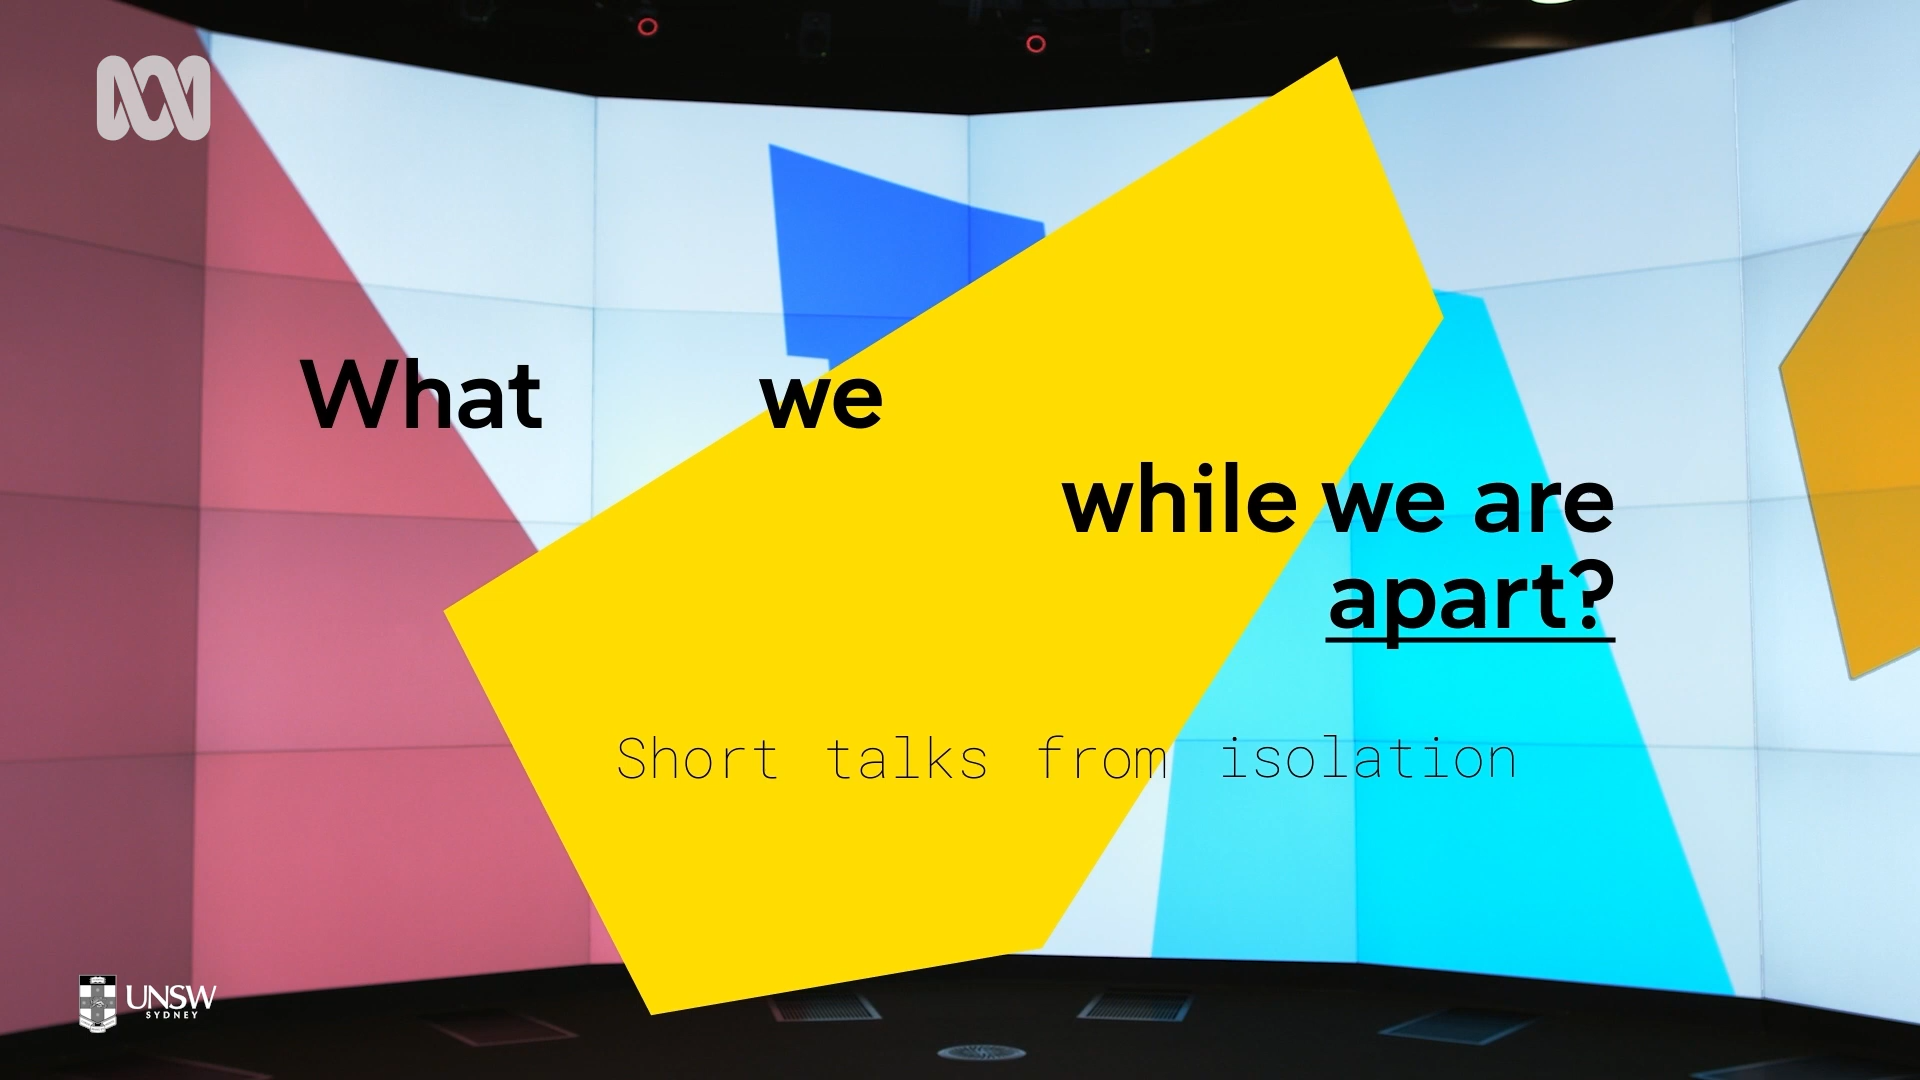 What we
while we are
apart?
Short talks from isolation
UNSW
SYDNEY